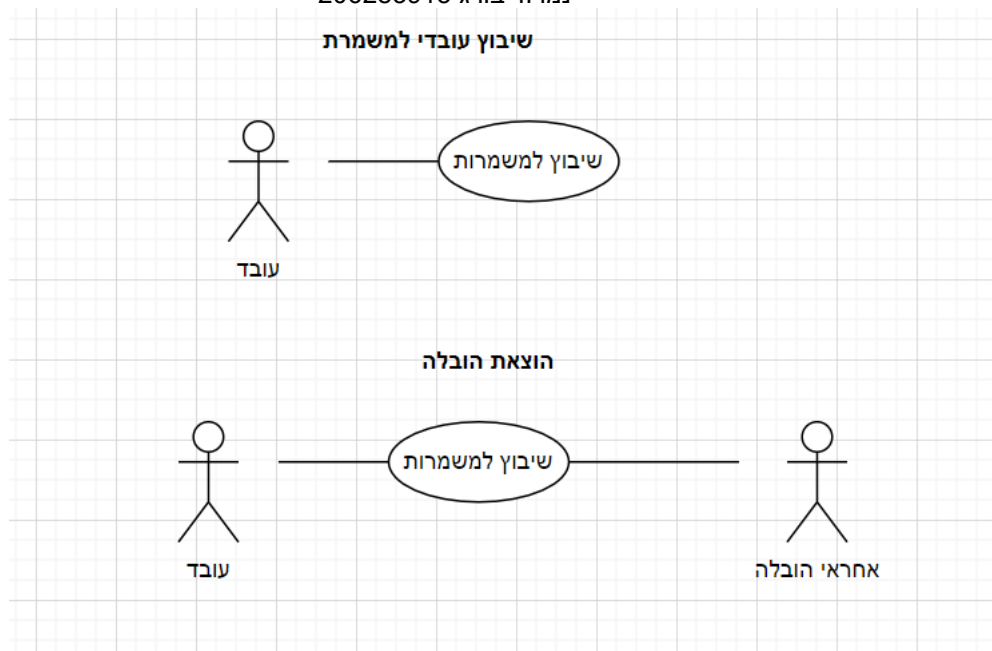 שיבוץ עובדי למשמרת
שיבוץ למשמרות
עובד
הוצאת הובלה
שיבוץ למשמרות
עובד
אחראי הובלה